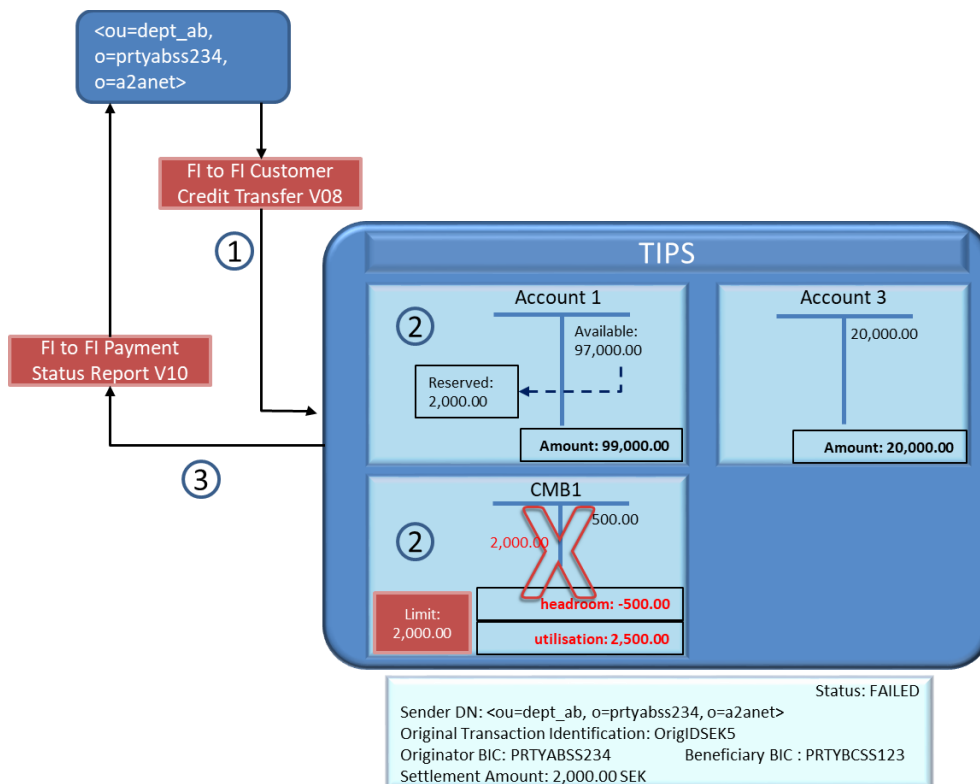 <ou=dept_ab,
o=prtyabss234,
o=a2anet>
FI to FI Customer
Credit Transfer V08
1
TIPS
Account 1
2
Available:
97,000.00
Reserved:
2,000.00
Amount: 99,000.00
Account 3
20,000.00
Amount: 20,000.00
FI to FI Payment
Status Report V10
3
CMB1
2
500.00
2,000.00
headroom: -500.00
Limit:
2,000.00
utilisation: 2,500.00
Status: FAILED
Sender DN: <ou=dept_ab, o=prtyabss234, o=a2anet>
Original Transaction Identification: OrigIDSEK5
Originator BIC: PRTYABSS234 Beneficiary BIC : PRTYBCSS123
Settlement Amount: 2,000.00 SEK